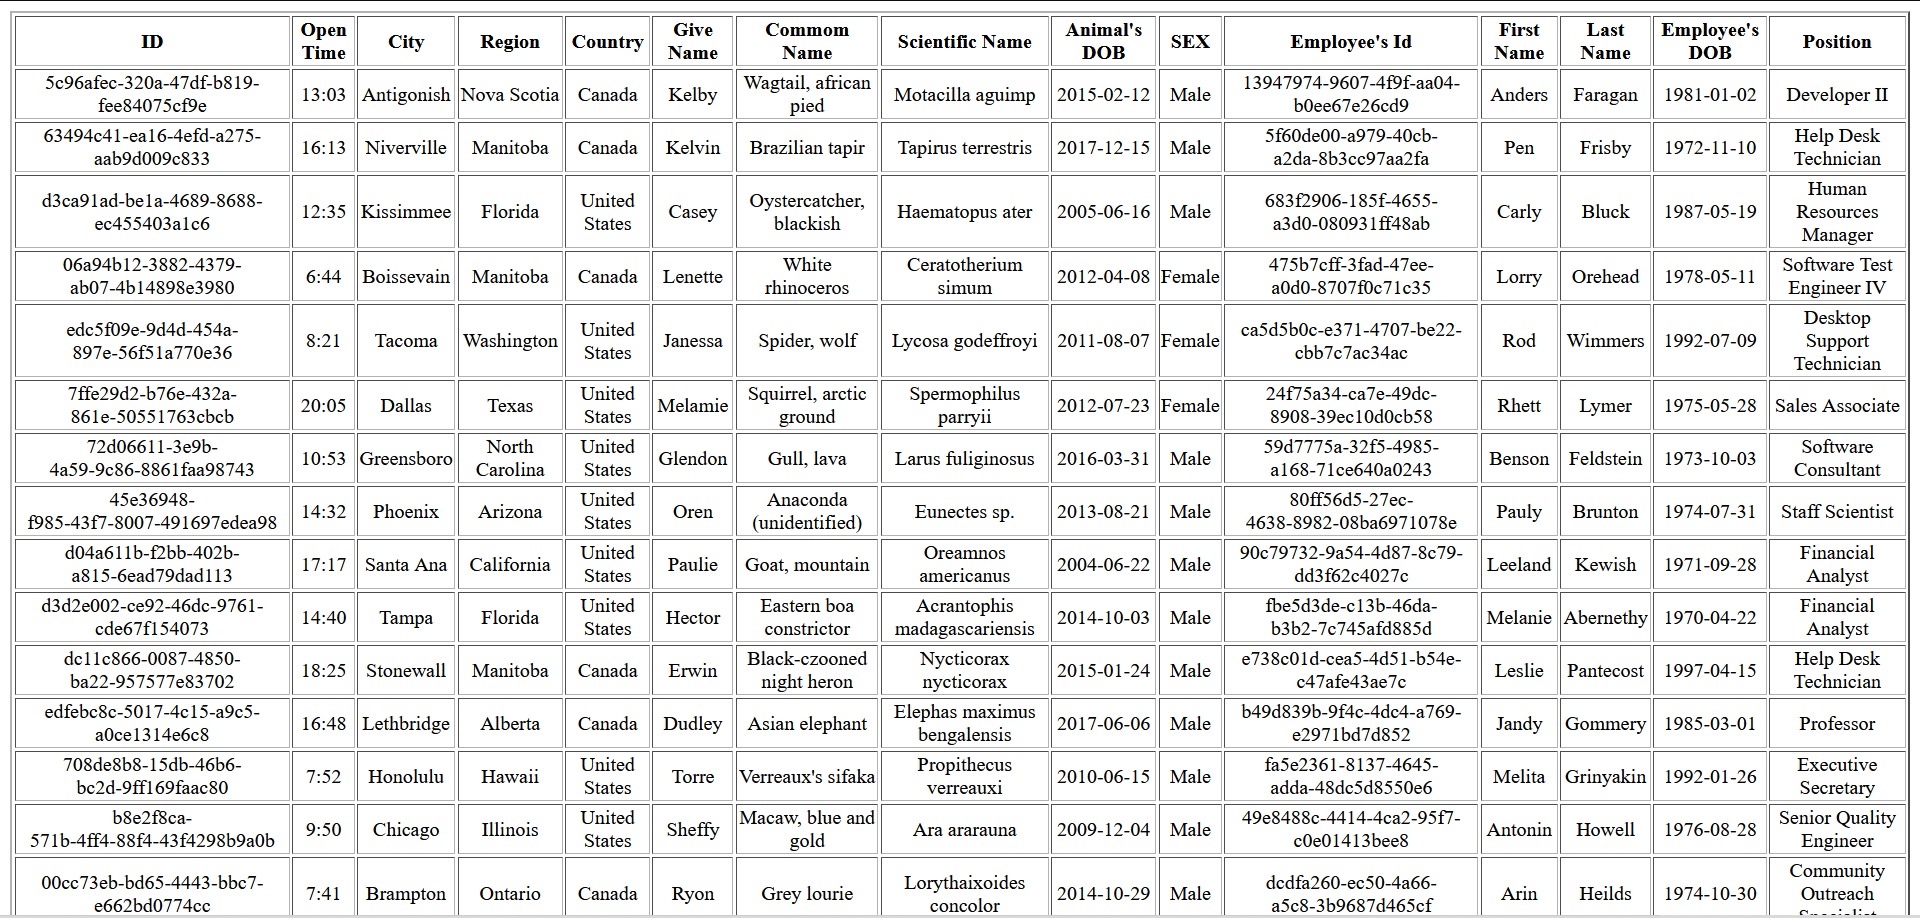 ID Open Time City Region Country Give Name Commom Name Scientific Name Animal's DOB SEX Employee's Id First Name Last Name Employee's DOB Position
5c96afec-320a-47df-b819-fee84075cf9e 13:03 Antigonish Nova Scotia Canada Kelby Wagtail, african pied Motacilla aguimp 2015-02-12 Male 13947974-9607-4f9f-aa04-b0ee67e26cd9 Anders Faragan 1981-01-02 Developer II
63494c41-ea16-4efd-a275-aab9d009c833 16:13 Niverville Manitoba Canada Kelvin Brazilian tapir Tapirus terrestris 2017-12-15 Male 5f60de00-a979-40cb-a2da-8b3cc97aa2fa Pen Frisby 1972-11-10 Help Desk Technician
d3ca91ad-be1a-4689-8688-ec455403a1c6 12:35 Kissimmee Florida United States Casey Oystercatcher, blackish Haematopus ater 2005-06-16 Male 683f2906-185f-4655-a3d0-080931ff48ab Carly Bluck 1987-05-19 Human Resources Manager
06a94b12-3882-4379-ab07-4b14898e3980 6:44 Boissevain Manitoba Canada Lenette White rhinoceros Ceratotherium simum 2012-04-08 Female 475b7cff-3fad-47ee-a0d0-8707f0c71c35 Lorry Orehead 1978-05-11 Software Test Engineer IV
edc5f09e-9d4d-454a-897e-56f51a770e36 8:21 Tacoma Washington United States Janessa Spider, wolf Lycosa godeffroyi 2011-08-07 Female ca5d5b0c-e371-4707-be22-cbb7c7ac34ac Rod Wimmers 1992-07-09 Desktop Support Technician
7ffe29d2-b76e-432a-861e-50551763cbcb 20:05 Dallas Texas United States Melamie Squirrel, arctic ground Spermophilus parryii 2012-07-23 Female 24f75a34-ca7e-49dc-8908-39ec10d0cb58 Rhett Lymer 1975-05-28 Sales Associate
72d06611-3e9b-4a59-9c86-8861faa98743 10:53 Greensboro North Carolina United States Glendon Gull, lava Larus fuliginosus 2016-03-31 Male 59d7775a-32f5-4985-a168-71ce640a0243 Benson Feldstein 1973-10-03 Software Consultant
45e36948-f985-43f7-8007-491697edea98 14:32 Phoenix Arizona United States Oren Anaconda (unidentified) Eunectes sp. 2013-08-21 Male 80ff56d5-27ec-4638-8982-08ba6971078e Pauly Brunton 1974-07-31 Staff Scientist
d04a611b-f2bb-402b-a815-6ead79dad113 17:17 Santa Ana California United States Paulie Goat, mountain Oreamnos americanus 2004-06-22 Male 90c79732-9a54-4d87-8c79-dd3f62c4027c Leeland Kewish 1971-09-28 Financial Analyst
d3d2e002-ce92-46dc-9761-cde67f154073 14:40 Tampa Florida United States Hector Eastern boa constrictor Acrantophis madagascariensis 2014-10-03 Male fbe5d3de-c13b-46da-b3b2-7c745afd885d Melanie Abernethy 1970-04-22 Financial Analyst
dc11c866-0087-4850-ba22-957577e83702 18:25 Stonewall Manitoba Canada Erwin Black-czooned night heron Nycticorax nycticorax 2015-01-24 Male e738c01d-cea5-4d51-b54e-c47afe43ae7c Leslie Pantecost 1997-04-15 Help Desk Technician
edfebc8c-5017-4c15-a9c5-a0ce1314e6c8 16:48 Lethbridge Alberta Canada Dudley Asian elephant Elephas maximus bengalensis 2017-06-06 Male b49d839b-9f4c-4dc4-a769-e2971bd7d852 Jandy Gommery 1985-03-01 Professor
708de8b8-15db-46b6-bc2d-9ff169faac80 7:52 Honolulu Hawaii United States Torre Verreaux's sifaka Propithecus verreauxi 2010-06-15 Male fa5e2361-8137-4645-adda-48dc5d8550e6 Melita Grinyakin 1992-01-26 Executive Secretary
b8e2f8ca-571b-4ff4-88f4-43f4298b9a0b 9:50 Chicago Illinois United States Sheffy Macaw, blue and gold Ara ararauna 2009-12-04 Male 49e8488c-4414-4ca2-95f7-c0e01413bee8 Antonin Howell 1976-08-28 Senior Quality Engineer
00cc73eb-bd65-4443-bbc7-e662bd0774cc 7:41 Brampton Ontario Canada Ryon Grey lourie Lorythaixoides concolor 2014-10-29 Male dcdfa260-ec50-4a66-a5c8-3b9687d465cf Arin Heilds 1974-10-30 Community Outreach